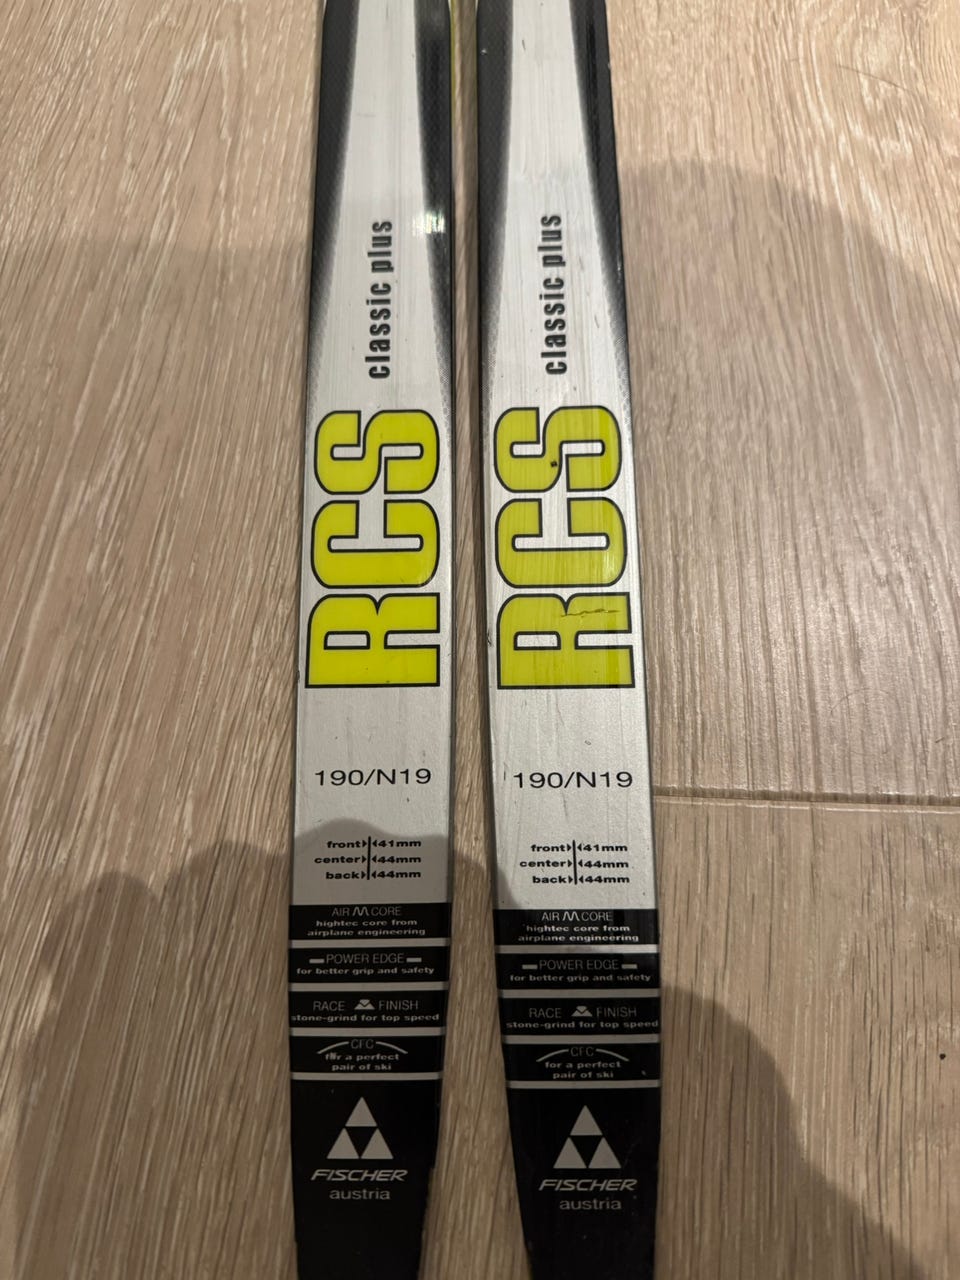 classic plus
RCS
190/N19
front 41mm
center 44mm
back 44mm
AIR CORE
hightec core from
airplane engineering
POWER EDGE
for better grip and safety
RACE FINISH
stone-grind for top speed
CFC
for a perfect
pair of ski
FISCHER
austria
classic plus
RCS
190/N19
front 41mm
center 44mm
back 44mm
AIR CORE
hightec core from
airplane engineering
POWER EDGE
for better grip and safety
RACE FINISH
stone-grind for top speed
CFC
for a perfect
pair of ski
FISCHER
austria